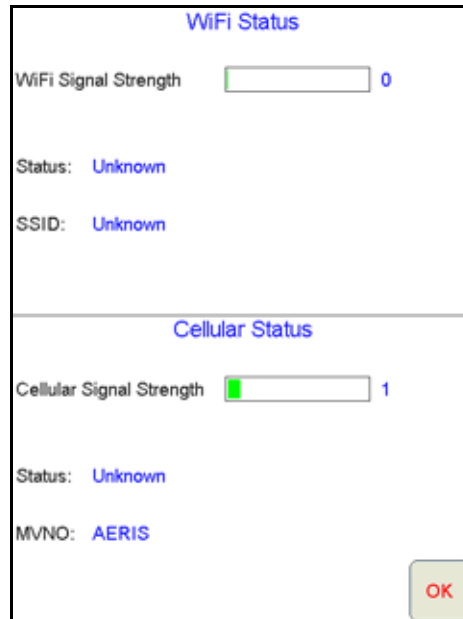 WiFi Status
WiFi Signal Strength 0
Status: Unknown
SSID: Unknown
Cellular Status
Cellular Signal Strength 1
Status: Unknown
MVNO: AERIS
OK